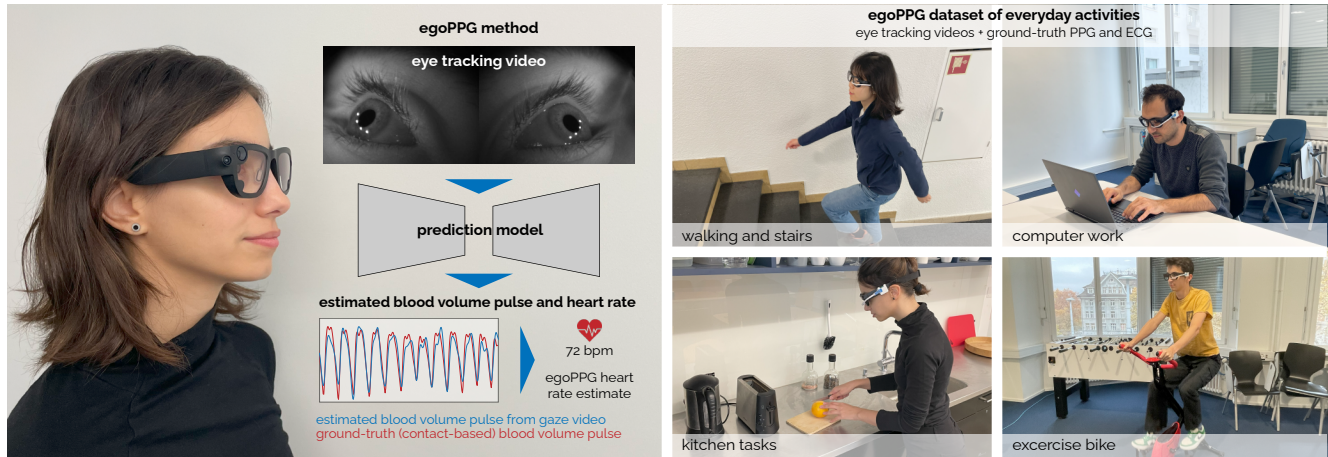 egoPPG method
eye tracking video
prediction model
estimated blood volume pulse and heart rate
72 bpm
egoPPG heart
rate estimate
estimated blood volume pulse from gaze video
ground-truth (contact-based) blood volume pulse
egoPPG dataset of everyday activities
eye tracking videos + ground-truth PPG and ECG
walking and stairs
computer work
kitchen tasks
excercise bike